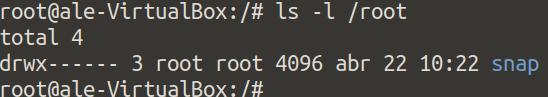 root@ale-VirtualBox:/# ls -l /root
total 4
drwx------ 3 root root 4096 abr 22 10:22 snap
root@ale-VirtualBox:/#